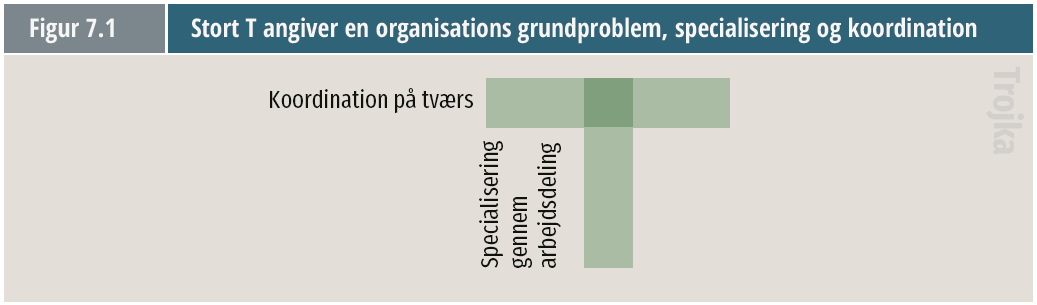 Figur 7.1
Stort T angiver en organisations grundproblem, specialisering og koordination
Koordination på tværs
Specialisering
gennem
arbejdsdeling
Trojka